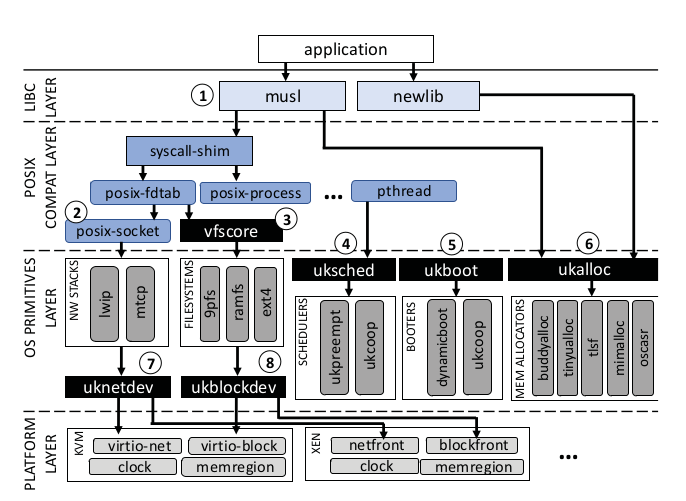 application
LIBC
LAYER
1
musl
newlib
POSIX
COMPAT LAYER
syscall-shim
posix-fdtab
posix-process
...
pthread
2
posix-socket
3
vfscore
4
5
6
uksched
ukboot
ukalloc
OS PRIMITIVES
LAYER
NW STACKS
lwip
mtcp
FILESYSTEMS
9pfs
ramfs
ext4
SCHEDULERS
ukpreempt
ukcoop
BOOTERS
dynamicboot
ukcoop
MEM ALLOCATORS
buddyalloc
tinyualloc
tlsf
mimalloc
oscasr
7
8
uknetdev
ukblockdev
PLATFORM
LAYER
KVM
virtio-net
virtio-block
clock
memregion
XEN
netfront
blockfront
clock
memregion
...